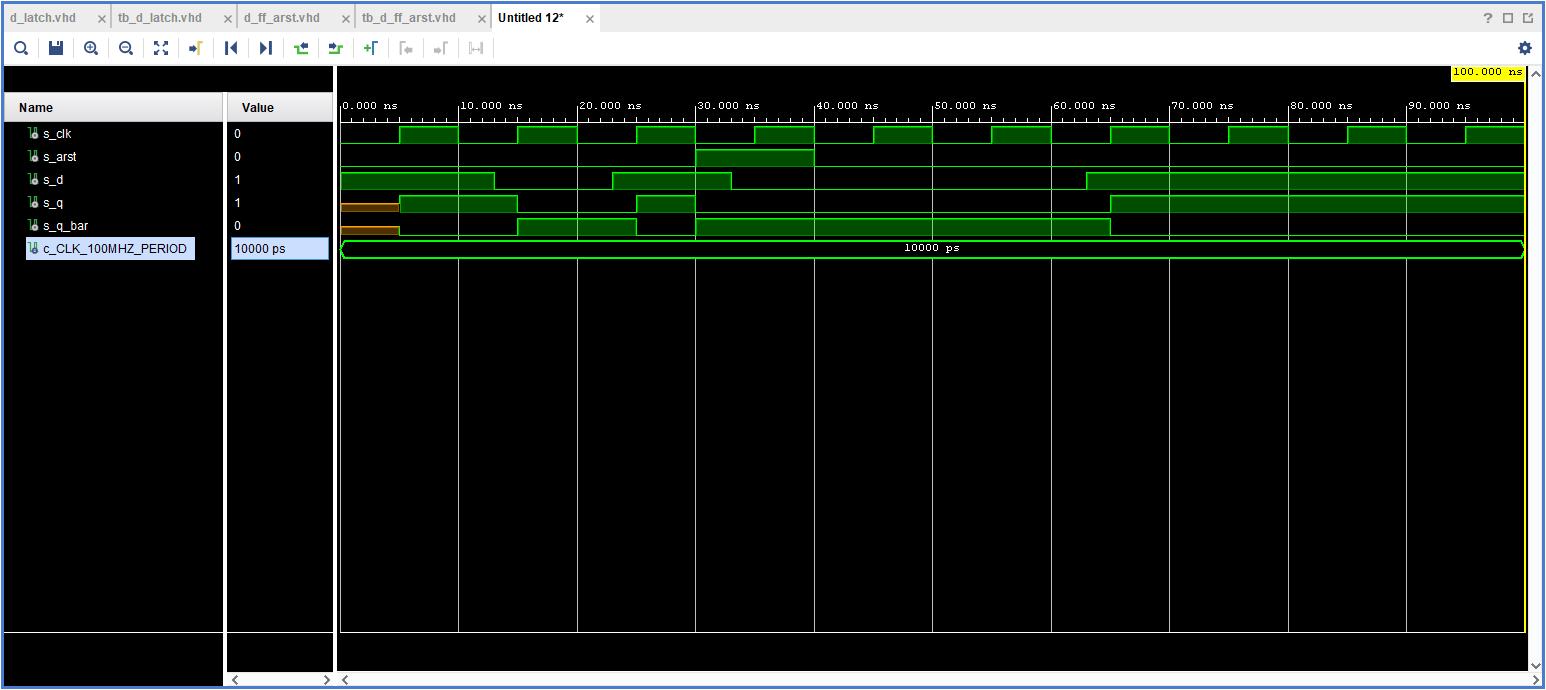 d_latch.vhd × tb_d_latch.vhd × d_ff_arst.vhd × tb_d_ff_arst.vhd × Untitled 12* ×
?
100.000 ns
Name Value
0.000 ns 10.000 ns 20.000 ns 30.000 ns 40.000 ns 50.000 ns 60.000 ns 70.000 ns 80.000 ns 90.000 ns
s_clk 0
s_arst 0
s_d 1
s_q 1
s_q_bar 0
c_CLK_100MHZ_PERIOD 10000 ps 10000 ps